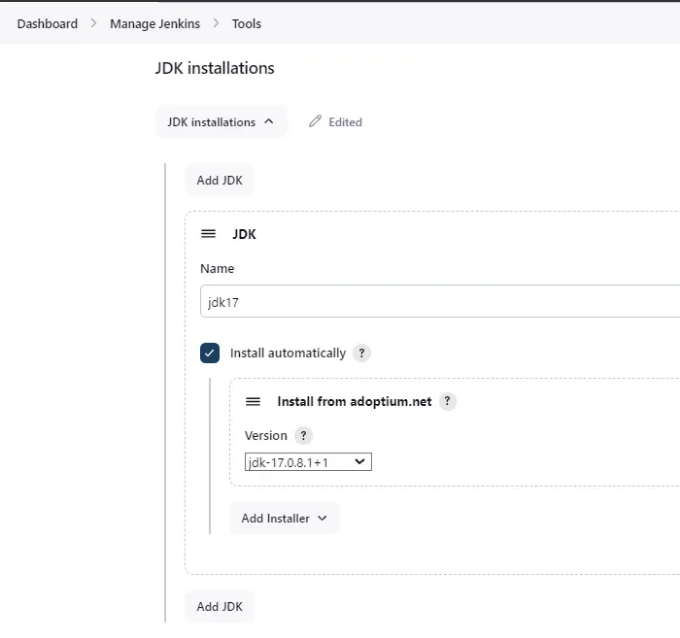 Dashboard > Manage Jenkins > Tools
JDK installations
JDK installations Edited
Add JDK
JDK
Name
jdk17
Install automatically ?
Install from adoptium.net ?
Version ?
jdk-17.0.8.1+1
Add Installer
Add JDK